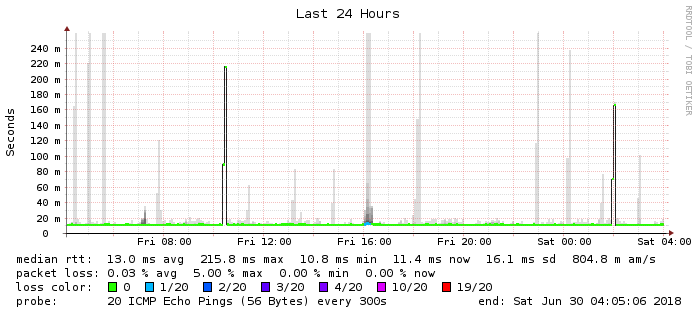 Last 24 Hours
RRDTOOL / TOBI OETIKER
Seconds
240 m
220 m
200 m
180 m
160 m
140 m
120 m
100 m
80 m
60 m
40 m
20 m
0
Fri 08:00 Fri 12:00 Fri 16:00 Fri 20:00 Sat 00:00 Sat 04:00
median rtt: 13.0 ms avg 215.8 ms max 10.8 ms min 11.4 ms now 16.1 ms sd 804.8 m am/s
packet loss: 0.03 % avg 5.00 % max 0.00 % min 0.00 % now
loss color: 0 1/20 2/20 3/20 4/20 10/20 19/20
probe: 20 ICMP Echo Pings (56 Bytes) every 300s end: Sat Jun 30 04:05:06 2018